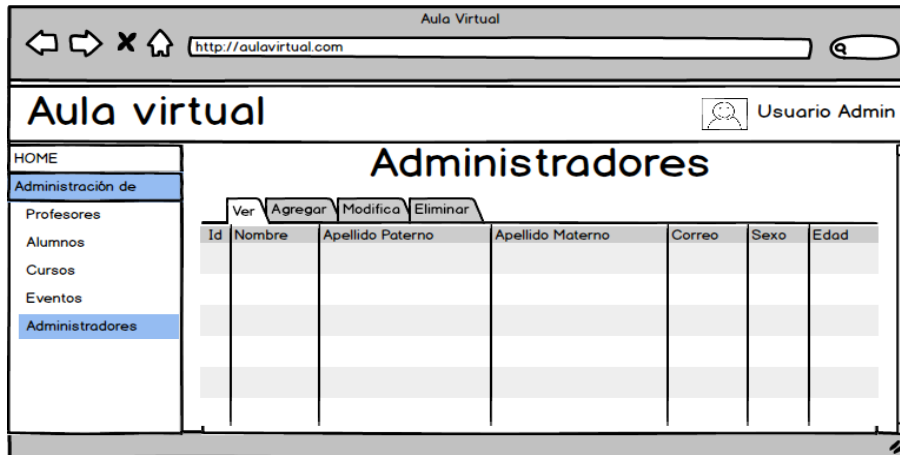 Aula Virtual
http://aulavirtual.com
Aula virtual
Usuario Admin
HOME
Administración de
Profesores
Alumnos
Cursos
Eventos
Administradores
Administradores
Ver Agregar Modifica Eliminar
Id Nombre Apellido Paterno Apellido Materno Correo Sexo Edad